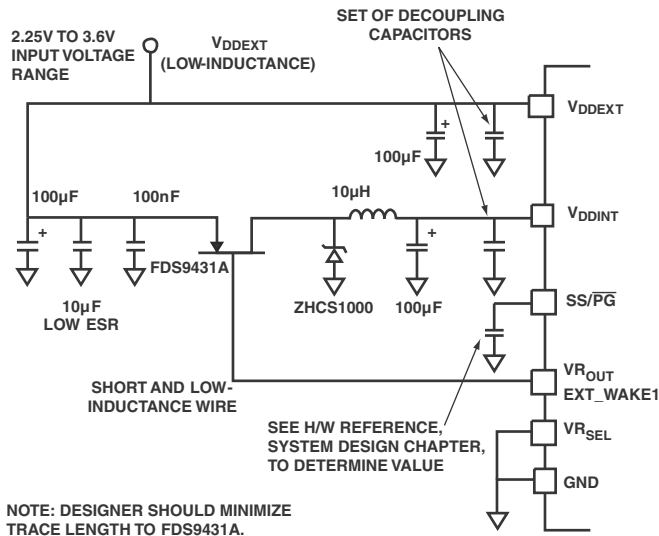 2.25V TO 3.6V
INPUT VOLTAGE
RANGE
VDDEXT
(LOW-INDUCTANCE)
SET OF DECOUPLING
CAPACITORS
+
100µF
VDDEXT
100µF
+
100nF
10µF
LOW ESR
FDS9431A
10µH
ZHCS1000
+
100µF
VDDINT
SS/PG
SHORT AND LOW-
INDUCTANCE WIRE
VROUT
EXT_WAKE1
SEE H/W REFERENCE,
SYSTEM DESIGN CHAPTER,
TO DETERMINE VALUE
VRSEL
GND
NOTE: DESIGNER SHOULD MINIMIZE
TRACE LENGTH TO FDS9431A.